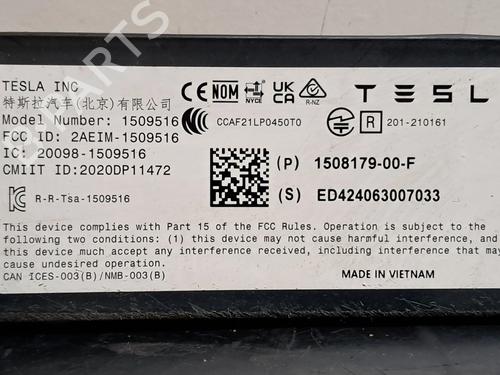 TESLA INC
特斯拉汽车(北京)有限公司
Model Number: 1509516
FCC ID: 2AEIM-1509516
IC: 20098-1509516
CMIIT ID:2020DP11472
R-R-Tsa-1509516
CE NOM NYCE UK CA R-NZ
CCC CCAF21LP0450T0
R 201-210161
TESL
(P) 1508179-00-F
(S) ED424063007033
This device complies with Part 15 of the FCC Rules. Operation is subject to the
following two conditions: (1) this device may not cause harmful interference, and
this device must accept any interference received, including interference that may
cause undesired operation.
CAN ICES-003(B)/NMB-003(B)
MADE IN VIETNAM